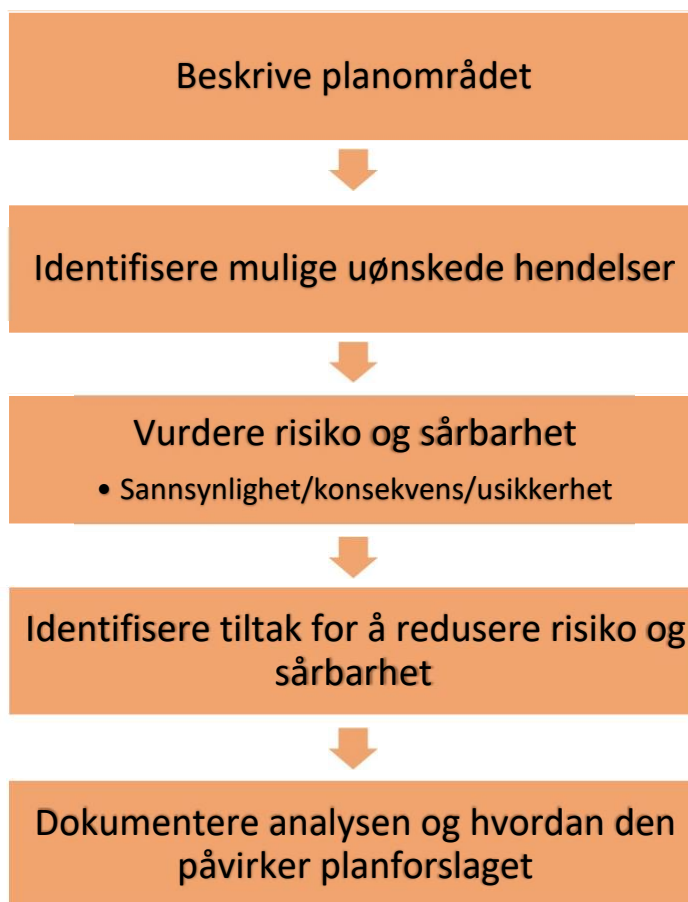 Beskrive planområdet
Identifisere mulige uønskede hendelser
Vurdere risiko og sårbarhet
• Sannsynlighet/konsekvens/usikkerhet
Identifisere tiltak for å redusere risiko og
sårbarhet
Dokumentere analysen og hvordan den
påvirker planforslaget